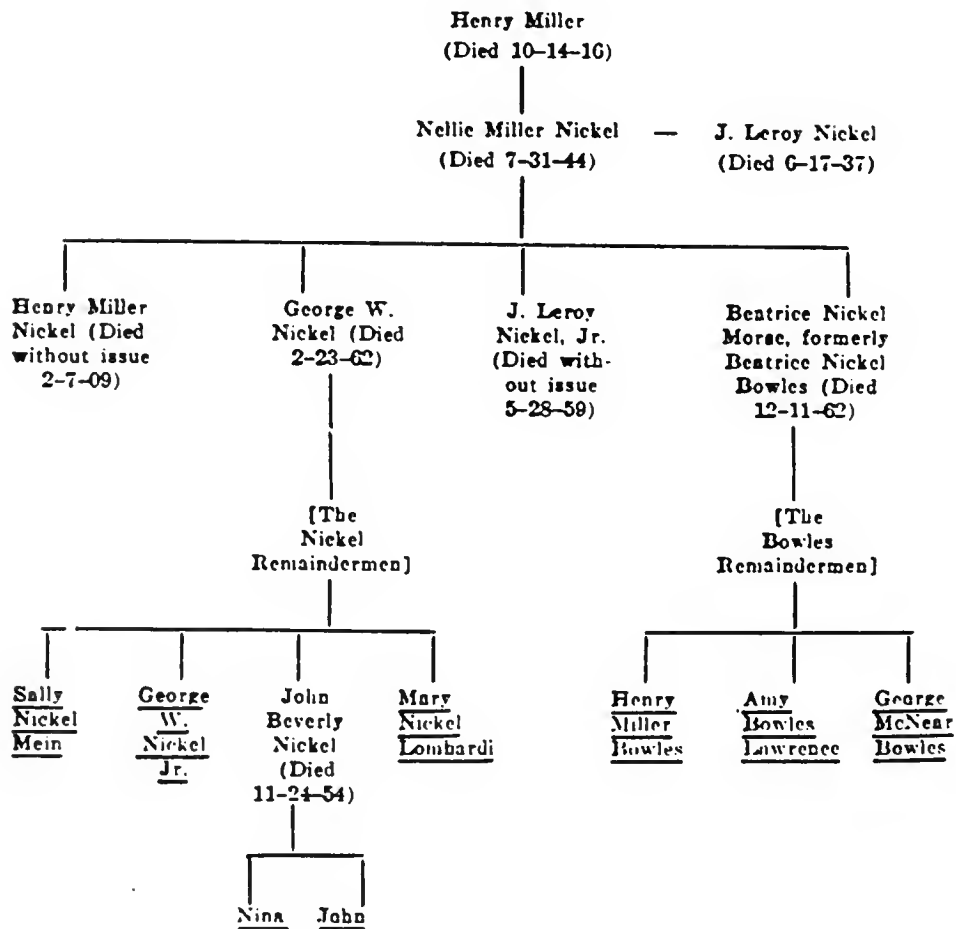 Henry Miller
(Died 10-14-16)
Nellie Miller Nickel — J. Leroy Nickel
(Died 7-31-44) (Died 6-17-37)
Henry Miller
Nickel (Died
without issue
2-7-09)
George W.
Nickel (Died
2-23-62)
J. Leroy
Nickel, Jr.
(Died with-
out issue
5-28-59)
Beatrice Nickel
Morse, formerly
Beatrice Nickel
Bowles (Died
12-11-62)
[The
Nickel
Remaindermen]
[The
Bowles
Remaindermen]
Sally
Nickel
Mein
George
W.
Nickel
Jr.
John
Beverly
Nickel
(Died
11-24-54)
Mary
Nickel
Lombardi
Henry
Miller
Bowles
Amy
Bowles
Lawrence
George
McNear
Bowles
Nina John